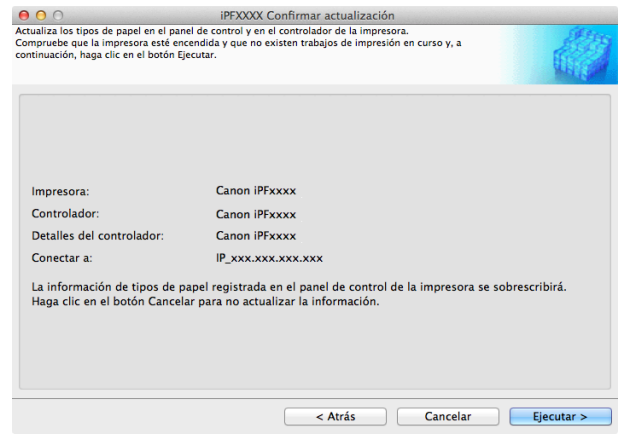 iPFXXXX Confirmar actualización
Actualiza los tipos de papel en el panel de control y en el controlador de la impresora.
Compruebe que la impresora esté encendida y que no existen trabajos de impresión en curso y, a
continuación, haga clic en el botón Ejecutar.
Impresora: Canon iPFxxxx
Controlador: Canon iPFxxxx
Detalles del controlador: Canon iPFxxxx
Conectar a: IP_xxx.xxx.xxx.xxx
La información de tipos de papel registrada en el panel de control de la impresora se sobrescribirá.
Haga clic en el botón Cancelar para no actualizar la información.
< Atrás Cancelar Ejecutar >